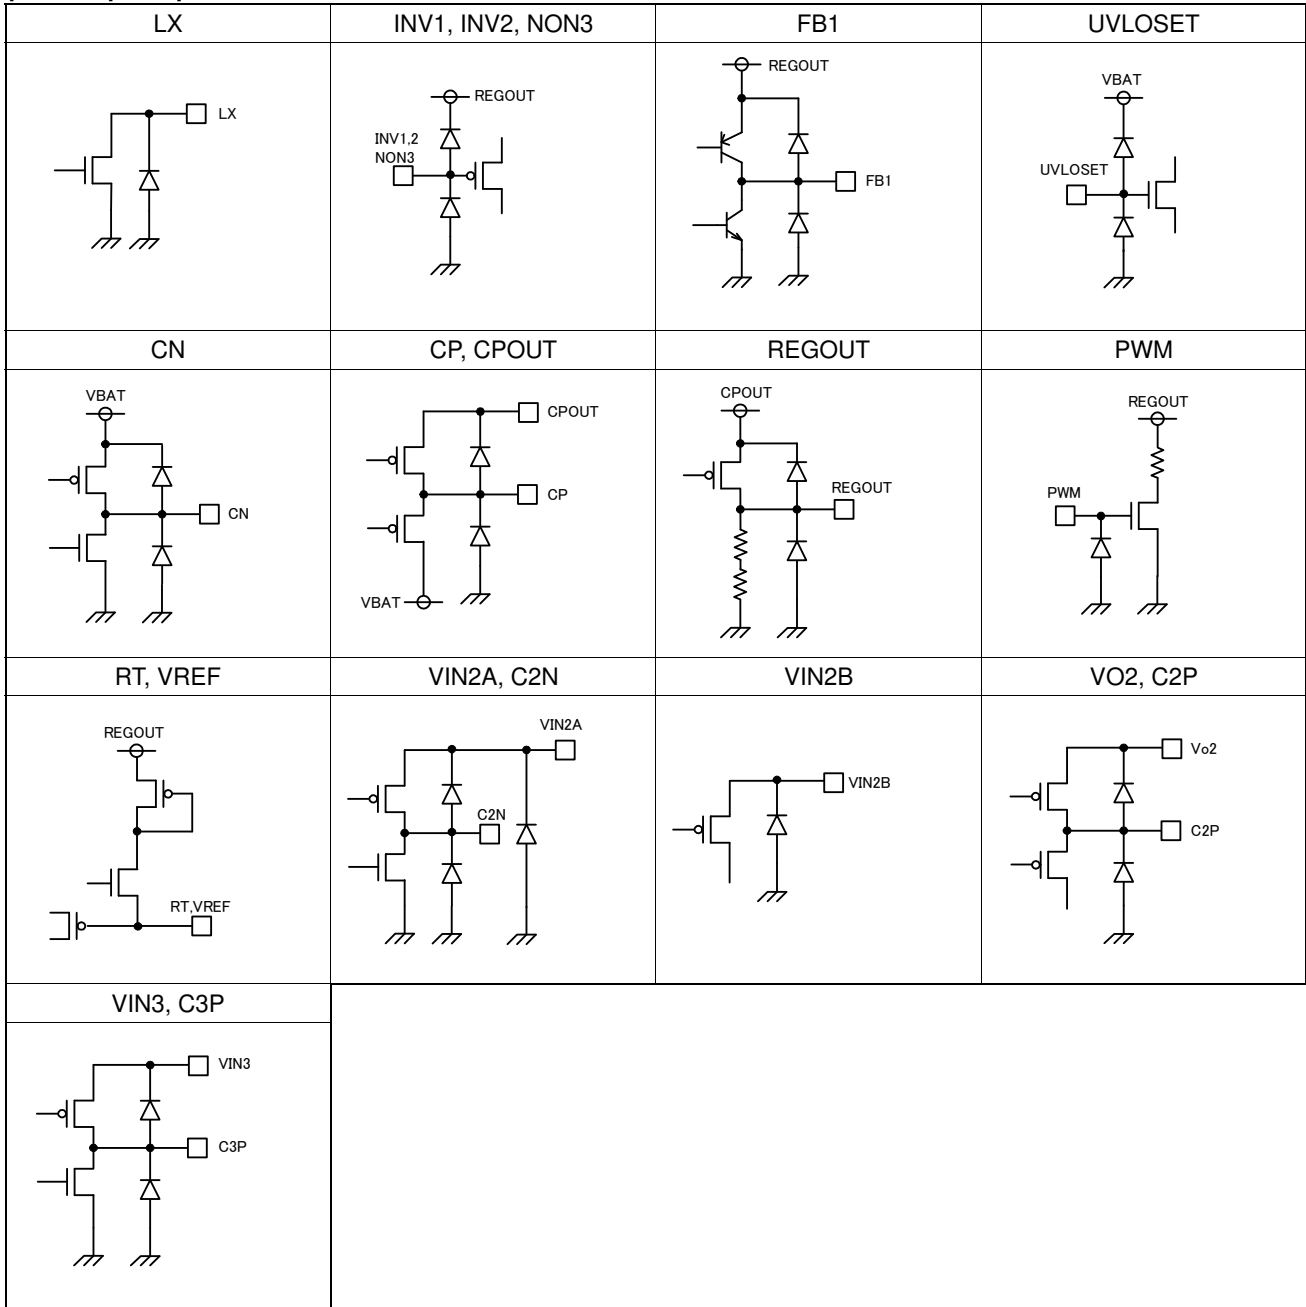 LX
INV1, INV2, NON3
FB1
UVLOSET
LX
REGOUT
INV1,2
NON3
REGOUT
FB1
VBAT
UVLOSET
CN
CP, CPOUT
REGOUT
PWM
VBAT
CN
CPOUT
CP
VBAT
CPOUT
REGOUT
REGOUT
PWM
RT, VREF
VIN2A, C2N
VIN2B
VO2, C2P
REGOUT
RT,VREF
VIN2A
C2N
VIN2B
Vo2
C2P
VIN3, C3P
VIN3
C3P